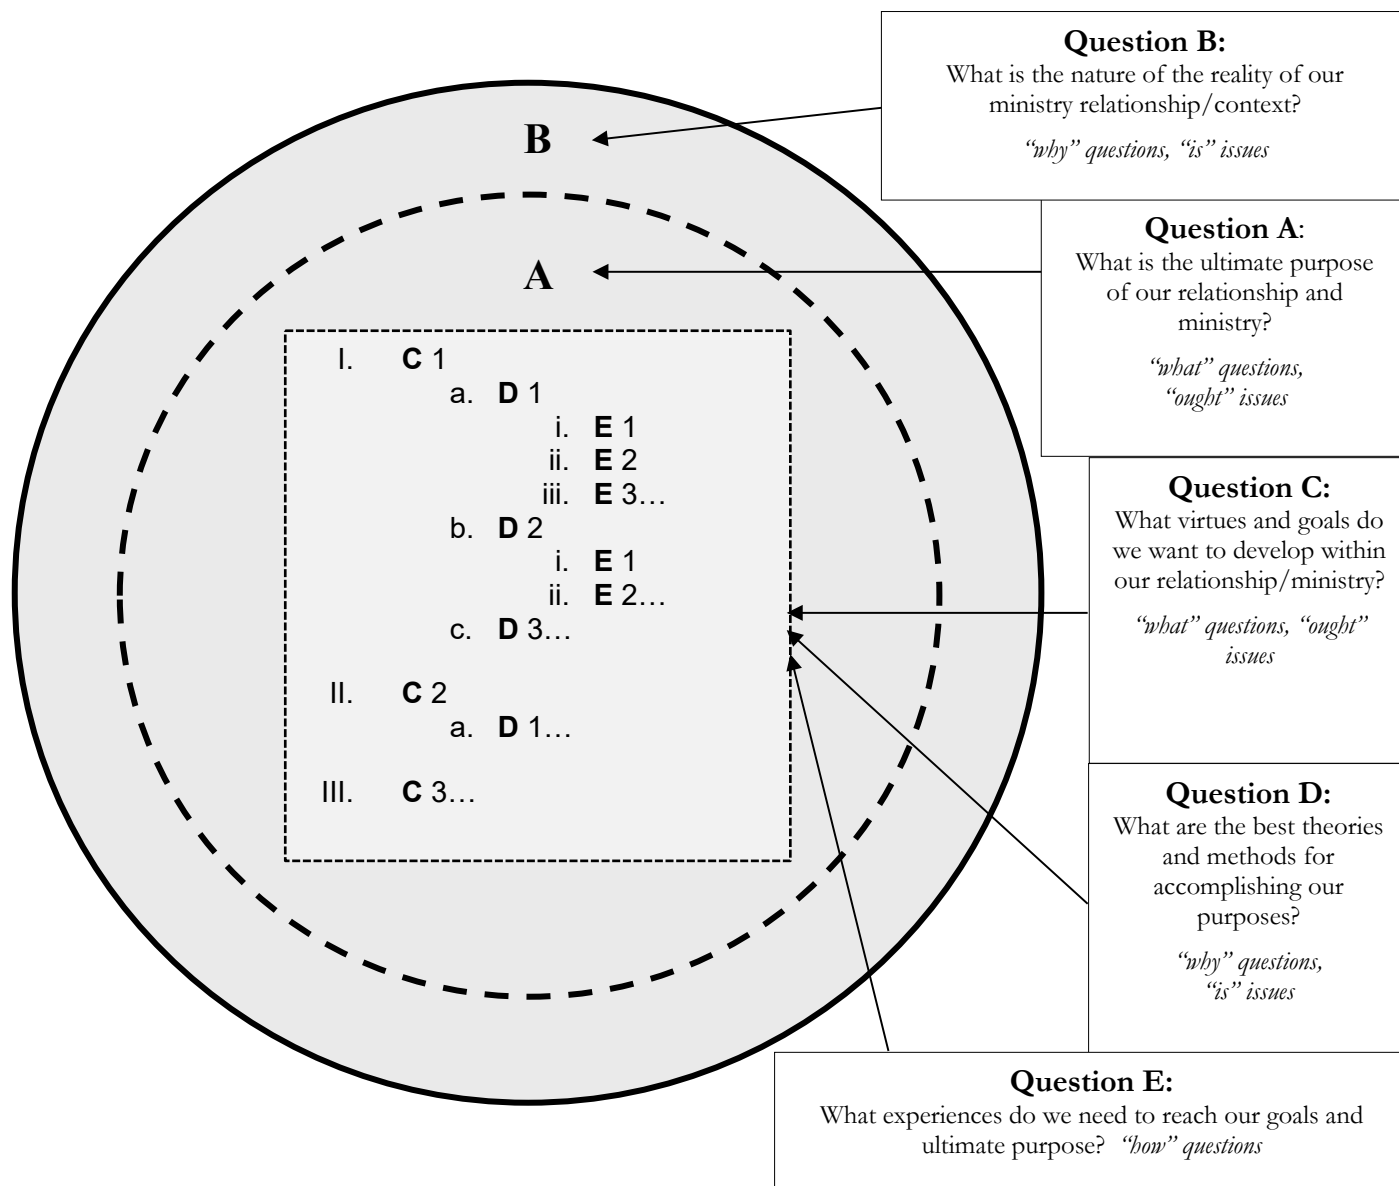 Question B:
What is the nature of the reality of our
ministry relationship/context?
“why” questions, “is” issues
B
Question A:
What is the ultimate purpose
of our relationship and
ministry?
“what” questions,
“ought” issues
A
I. C 1
a. D 1
i. E 1
ii. E 2
iii. E 3…
b. D 2
i. E 1
ii. E 2…
c. D 3…
II. C 2
a. D 1…
III. C 3…
Question C:
What virtues and goals do
we want to develop within
our relationship/ministry?
“what” questions, “ought”
issues
Question D:
What are the best theories
and methods for
accomplishing our
purposes?
“why” questions,
“is” issues
Question E:
What experiences do we need to reach our goals and
ultimate purpose? “how” questions